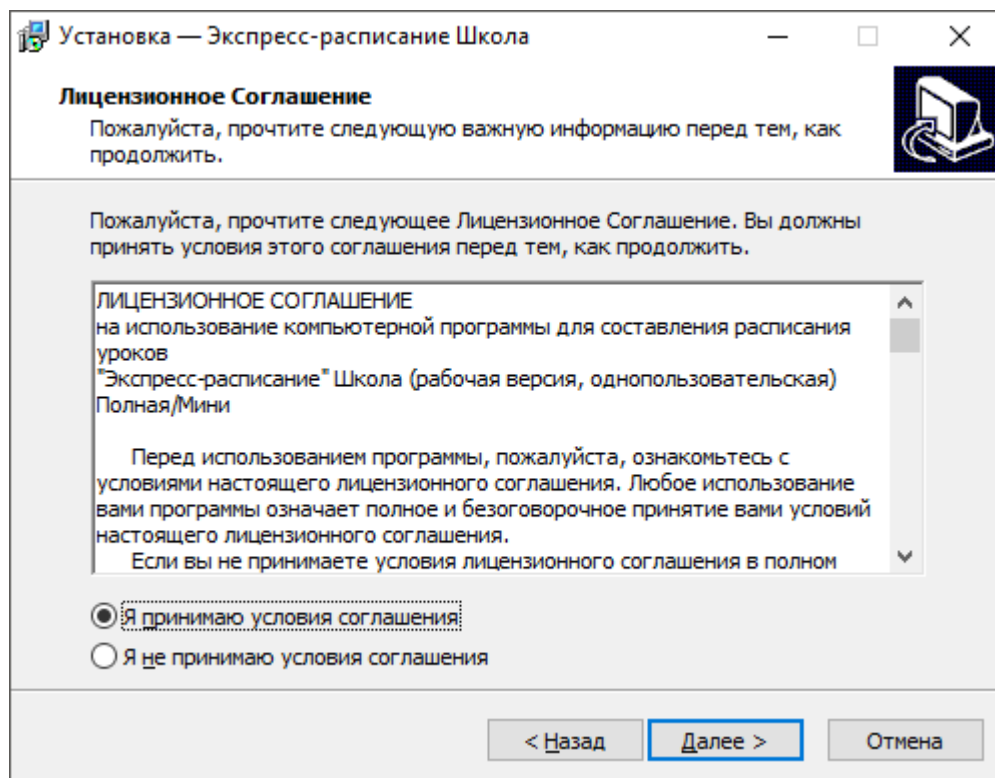 Установка — Экспресс-расписание Школа
Лицензионное Соглашение
Пожалуйста, прочтите следующую важную информацию перед тем, как
продолжить.
Пожалуйста, прочтите следующее Лицензионное Соглашение. Вы должны
принять условия этого соглашения перед тем, как продолжить.
ЛИЦЕНЗИОННОЕ СОГЛАШЕНИЕ
на использование компьютерной программы для составления расписания
уроков
"Экспресс-расписание" Школа (рабочая версия, однопользовательская)
Полная/Мини
Перед использованием программы, пожалуйста, ознакомьтесь с
условиями настоящего лицензионного соглашения. Любое использование
вами программы означает полное и безоговорочное принятие вами условий
настоящего лицензионного соглашения.
Если вы не принимаете условия лицензионного соглашения в полном
Я принимаю условия соглашения
Я не принимаю условия соглашения
< Назад Далее > Отмена